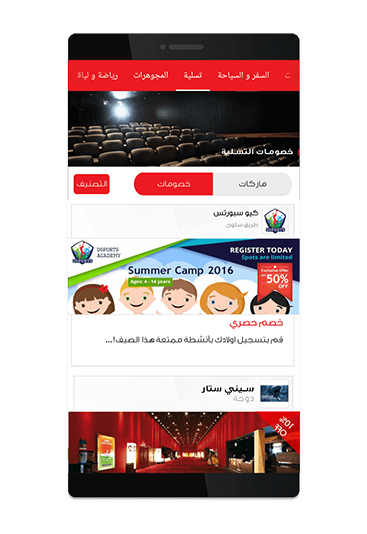 السفر و السياحة
تسلية
المجوهرات
رياضة و لياقة
خصومات التسلية
ماركات
خصومات
التصنيف
كيو سبورتس
طريق سلوى
QSPORTS
ACADEMY
REGISTER TODAY
Spots are limited
Summer Camp 2016
Ages: 4 - 14 years
Exclusive Offer
50%
OFF
خصم حصري
قم بتسجيل اولادك بأنشطة ممتعة هذا الصيف!...
سيني ستار
دوحة
10%
OFF